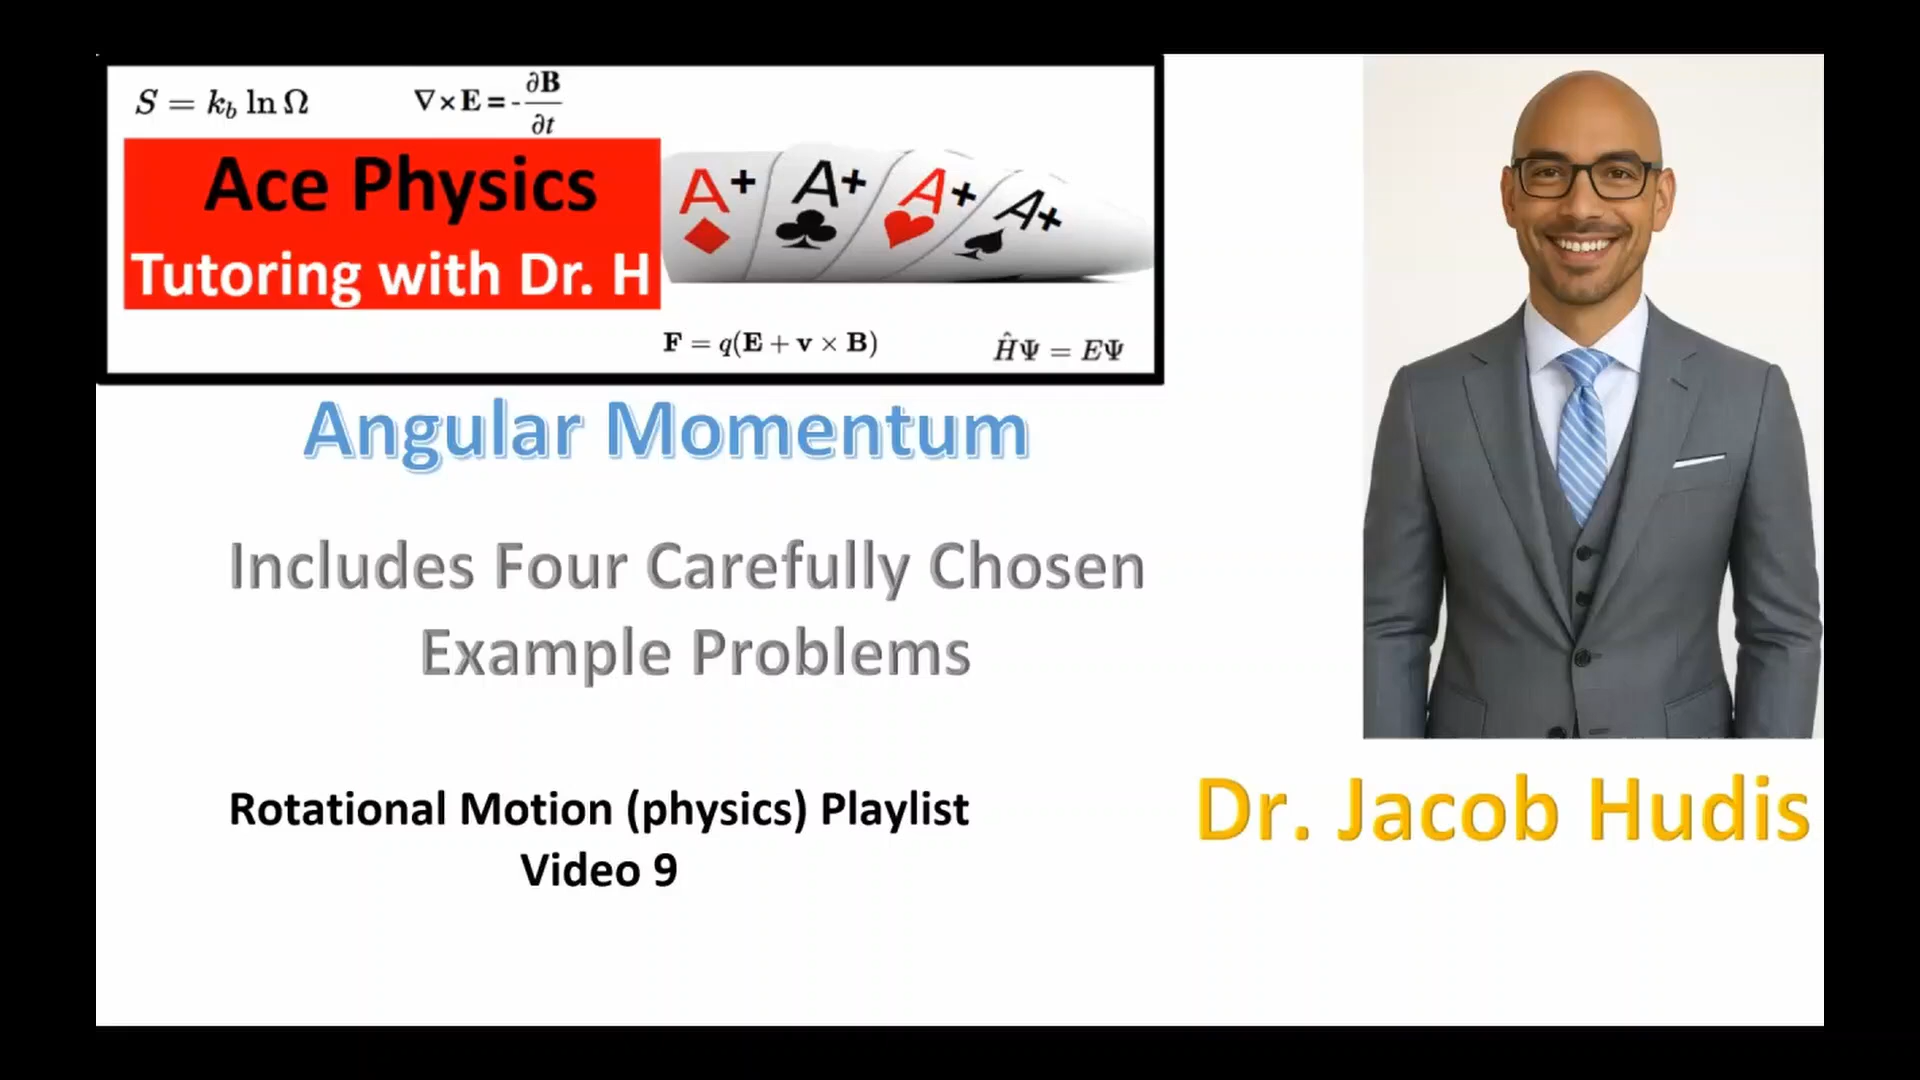 S = k_b ln Ω
∇×E = -∂B/∂t
Ace Physics
Tutoring with Dr. H
A+ A+ A+ A+
F = q(E + v × B)
ĤΨ = EΨ
Angular Momentum
Includes Four Carefully Chosen
Example Problems
Rotational Motion (physics) Playlist
Video 9
Dr. Jacob Hudis